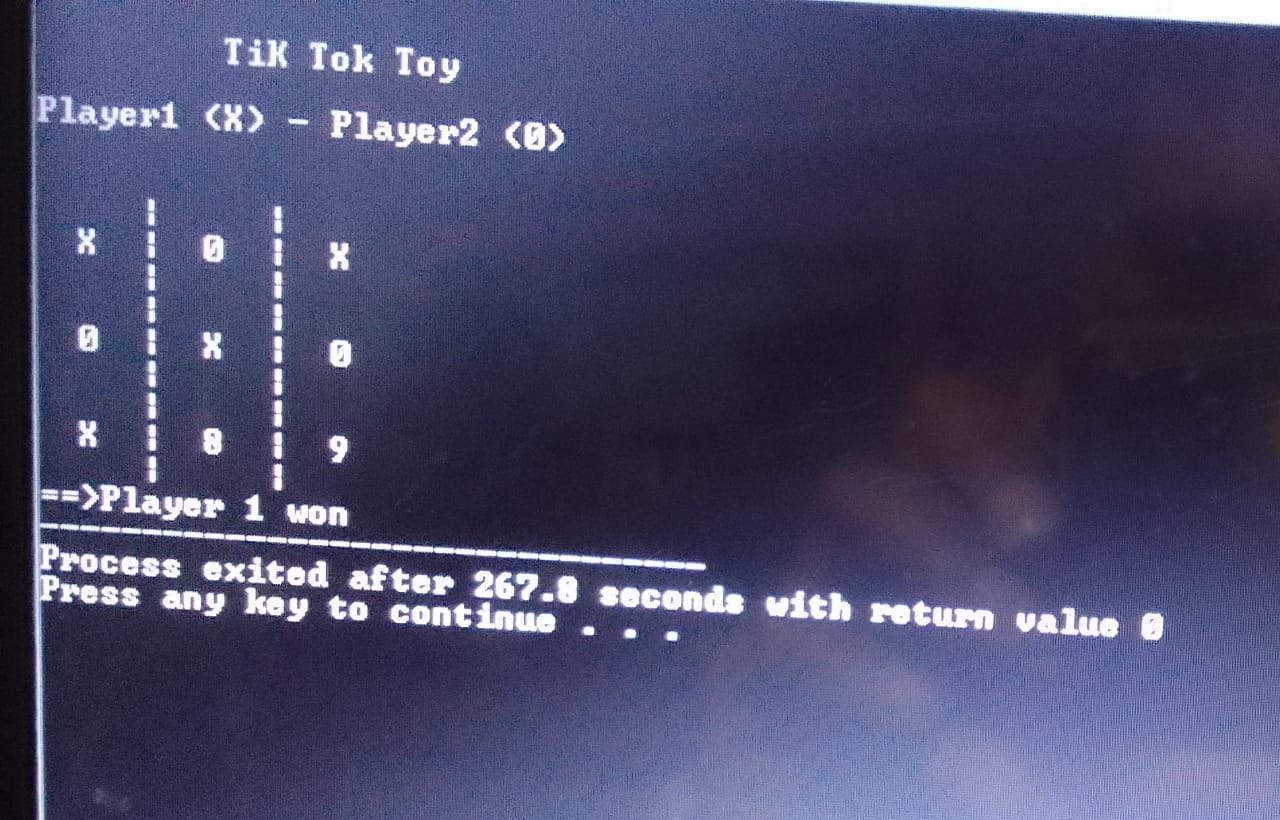 TiK Tok Toy
Player1 (X) - Player2 (0)
X | 0 | X
0 | X | 0
X | 8 | 9
==>Player 1 won
--------------------------------
Process exited after 267.8 seconds with return value 0
Press any key to continue . . .